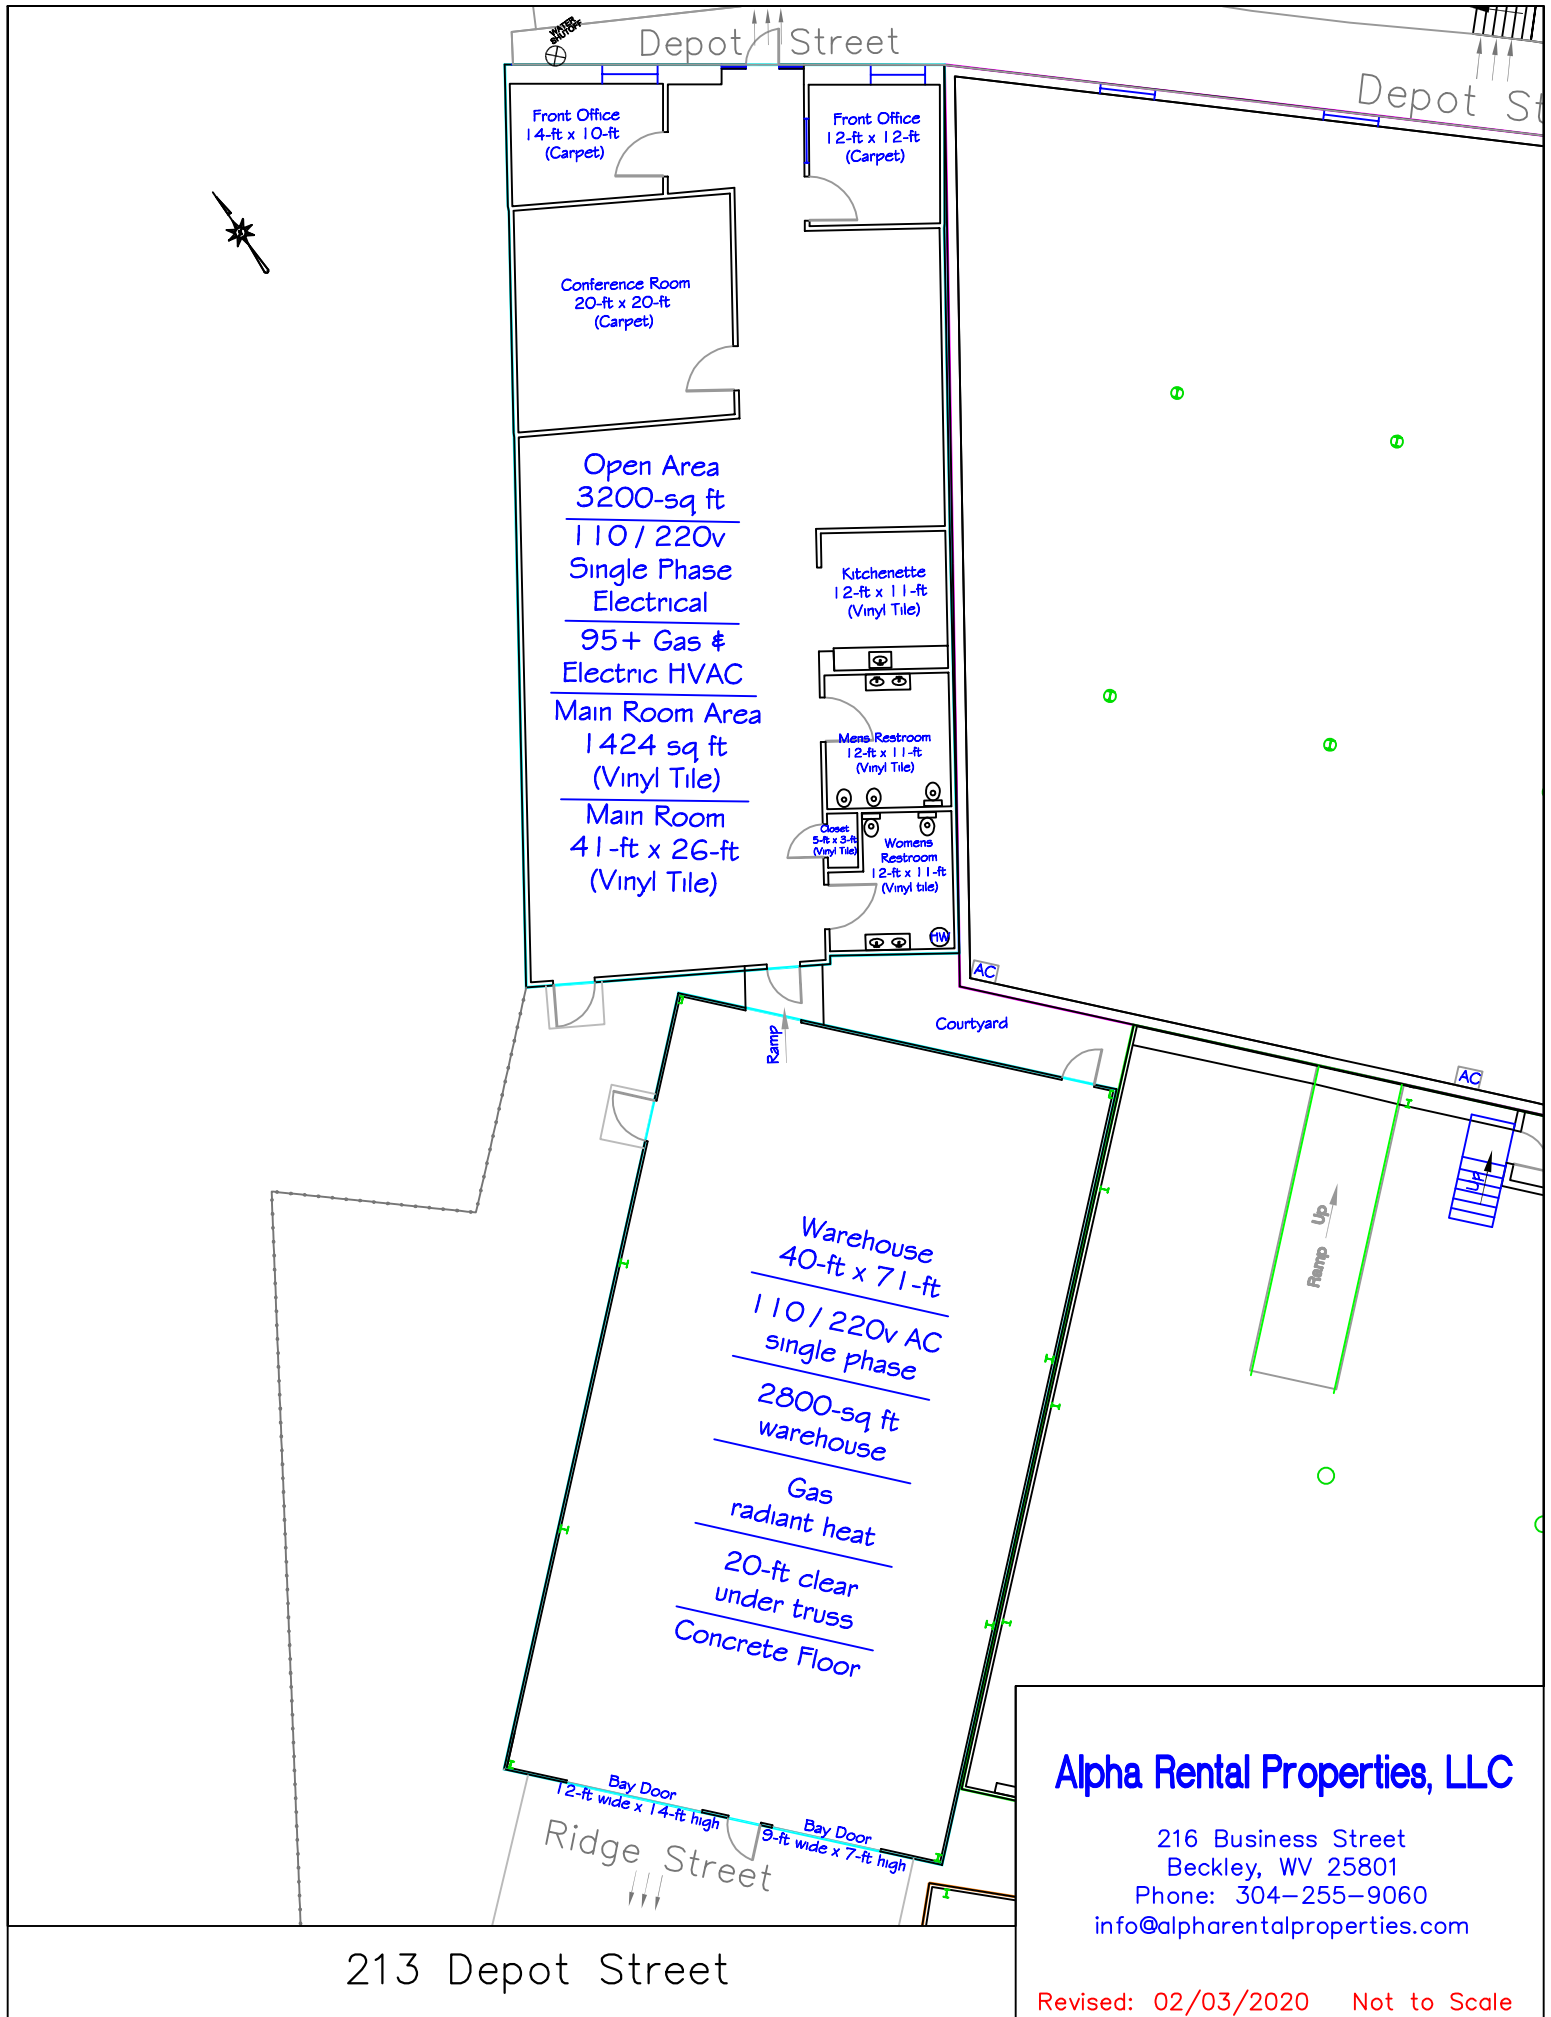 WATER
SHUTOFF
Depot Street
Depot St
Front Office
14-ft x 10-ft
(Carpet)
Front Office
12-ft x 12-ft
(Carpet)
Conference Room
20-ft x 20-ft
(Carpet)
Open Area
3200-sq ft
110 / 220v
Single Phase
Electrical
95+ Gas &
Electric HVAC
Main Room Area
1424 sq ft
(Vinyl Tile)
Main Room
41-ft x 26-ft
(Vinyl Tile)
Kitchenette
12-ft x 11-ft
(Vinyl Tile)
Mens Restroom
12-ft x 11-ft
(Vinyl Tile)
Closet
5-ft x 3-ft
(Vinyl Tile)
Womens
Restroom
12-ft x 11-ft
(Vinyl tile)
HW
AC
Courtyard
Ramp
AC
Up
Ramp Up
Warehouse
40-ft x 71-ft
110 / 220v AC
single phase
2800-sq ft
warehouse
Gas
radiant heat
20-ft clear
under truss
Concrete Floor
Bay Door
12-ft wide x 14-ft high
Bay Door
9-ft wide x 7-ft high
Ridge Street
Alpha Rental Properties, LLC
216 Business Street
Beckley, WV 25801
Phone: 304-255-9060
info@alpharentalproperties.com
213 Depot Street
Revised: 02/03/2020 Not to Scale